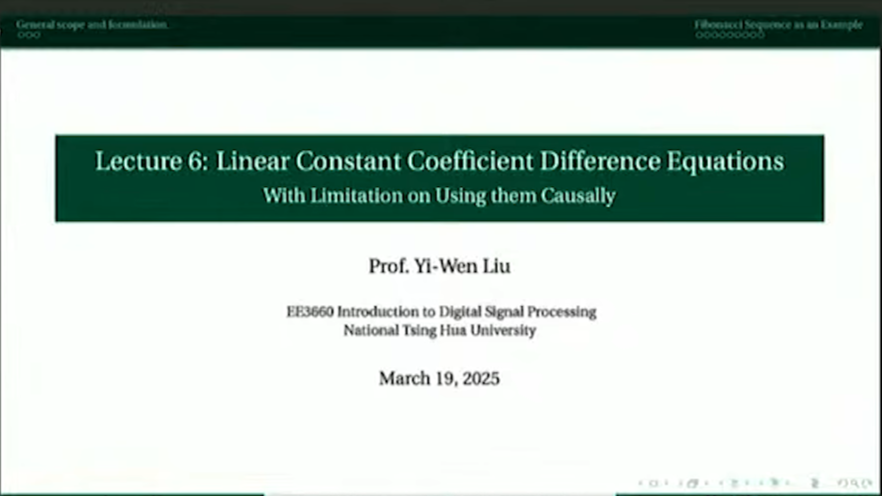 General scope and formulation
Fibonacci Sequence as an Example
Lecture 6: Linear Constant Coefficient Difference Equations
With Limitation on Using them Causally
Prof. Yi-Wen Liu
EE3660 Introduction to Digital Signal Processing
National Tsing Hua University
March 19, 2025